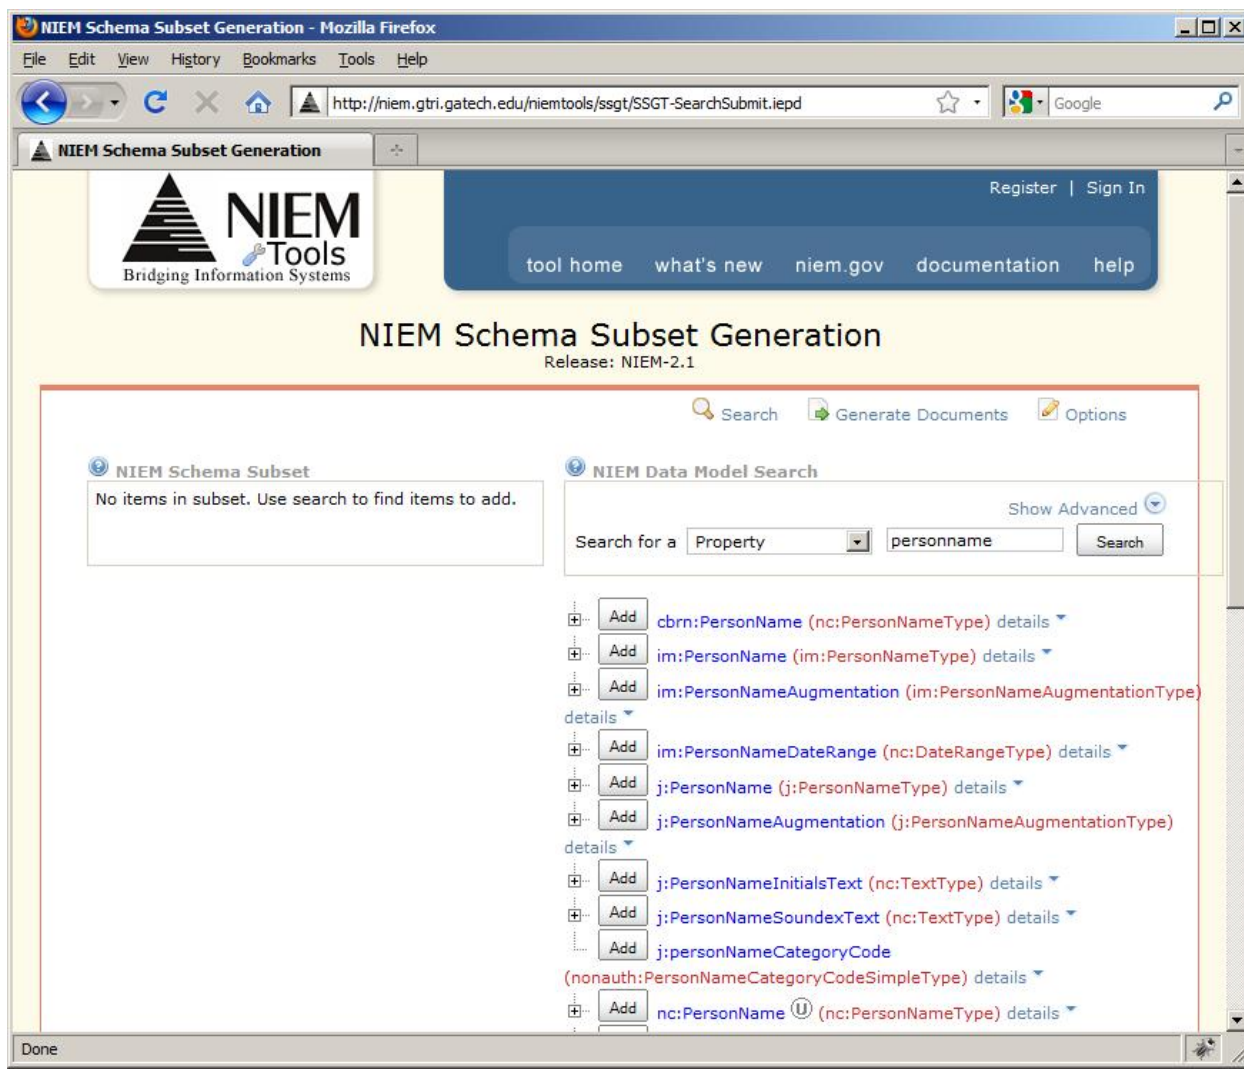 NIEM Schema Subset Generation - Mozilla Firefox
File Edit View History Bookmarks Tools Help
http://niem.gtri.gatech.edu/niemtools/ssgt/SSGT-SearchSubmit.iepd
Google
NIEM Schema Subset Generation
NIEM
Tools
Bridging Information Systems
Register | Sign In
tool home what's new niem.gov documentation help
NIEM Schema Subset Generation
Release: NIEM-2.1
Search Generate Documents Options
NIEM Schema Subset
No items in subset. Use search to find items to add.
NIEM Data Model Search
Show Advanced
Search for a Property personname Search
Add cbrn:PersonName (nc:PersonNameType) details
Add im:PersonName (im:PersonNameType) details
Add im:PersonNameAugmentation (im:PersonNameAugmentationType)
details
Add im:PersonNameDateRange (nc:DateRangeType) details
Add j:PersonName (j:PersonNameType) details
Add j:PersonNameAugmentation (j:PersonNameAugmentationType)
details
Add j:PersonNameInitialsText (nc:TextType) details
Add j:PersonNameSoundexText (nc:TextType) details
Add j:personNameCategoryCode
(nonauth:PersonNameCategoryCodeSimpleType) details
Add nc:PersonName U (nc:PersonNameType) details
Done